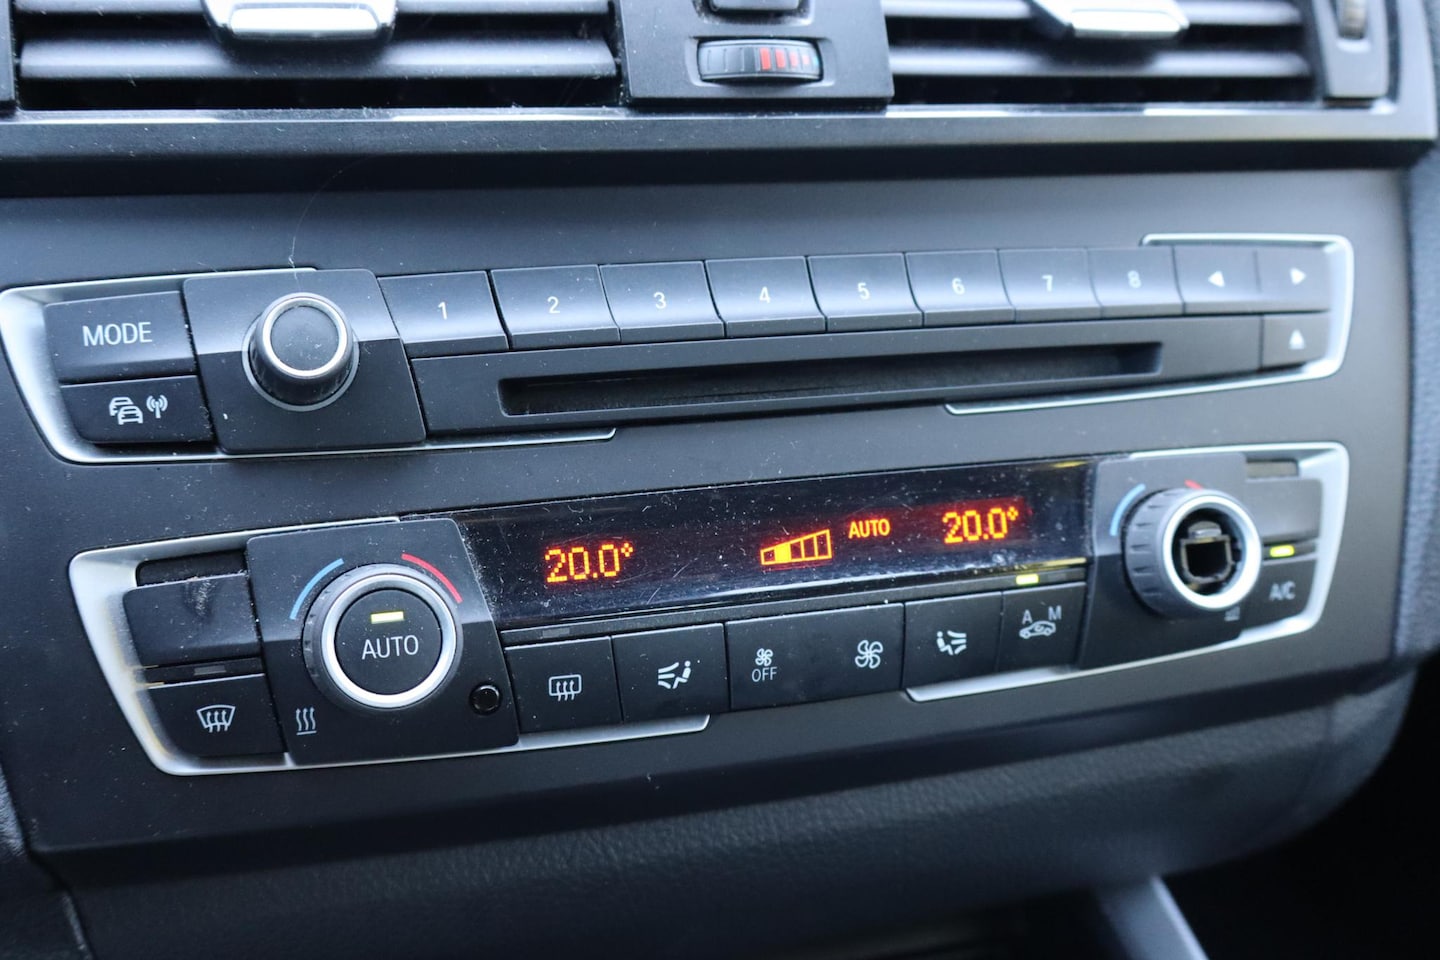 1 2 3 4 5 6 7 8
MODE
20.0° AUTO 20.0°
AUTO
OFF
A M
A/C